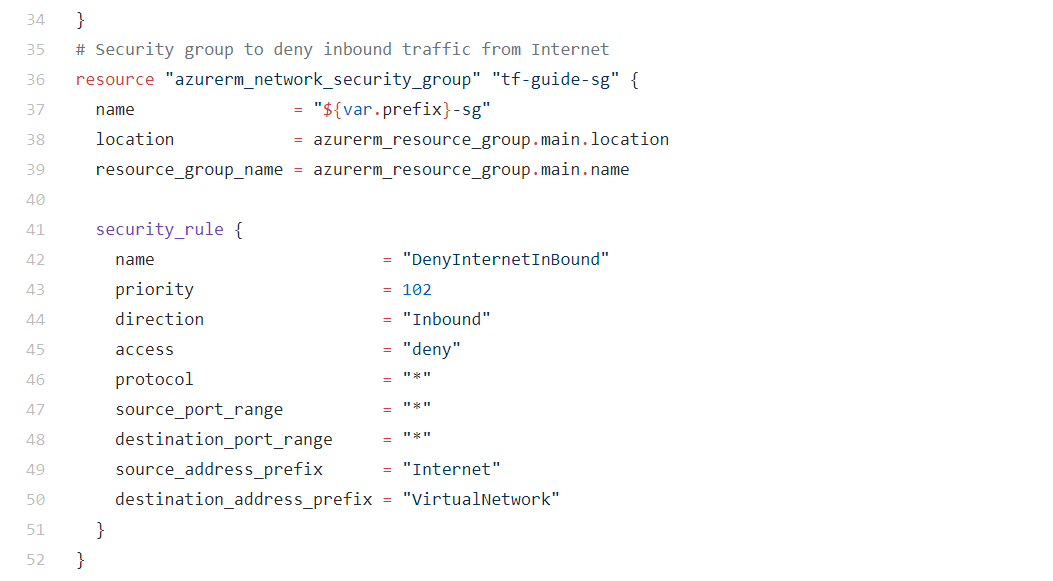 34 }
35 # Security group to deny inbound traffic from Internet
36 resource "azurerm_network_security_group" "tf-guide-sg" {
37   name                = "${var.prefix}-sg"
38   location            = azurerm_resource_group.main.location
39   resource_group_name = azurerm_resource_group.main.name
40
41   security_rule {
42     name                       = "DenyInternetInBound"
43     priority                   = 102
44     direction                  = "Inbound"
45     access                     = "deny"
46     protocol                   = "*"
47     source_port_range          = "*"
48     destination_port_range     = "*"
49     source_address_prefix      = "Internet"
50     destination_address_prefix = "VirtualNetwork"
51   }
52 }